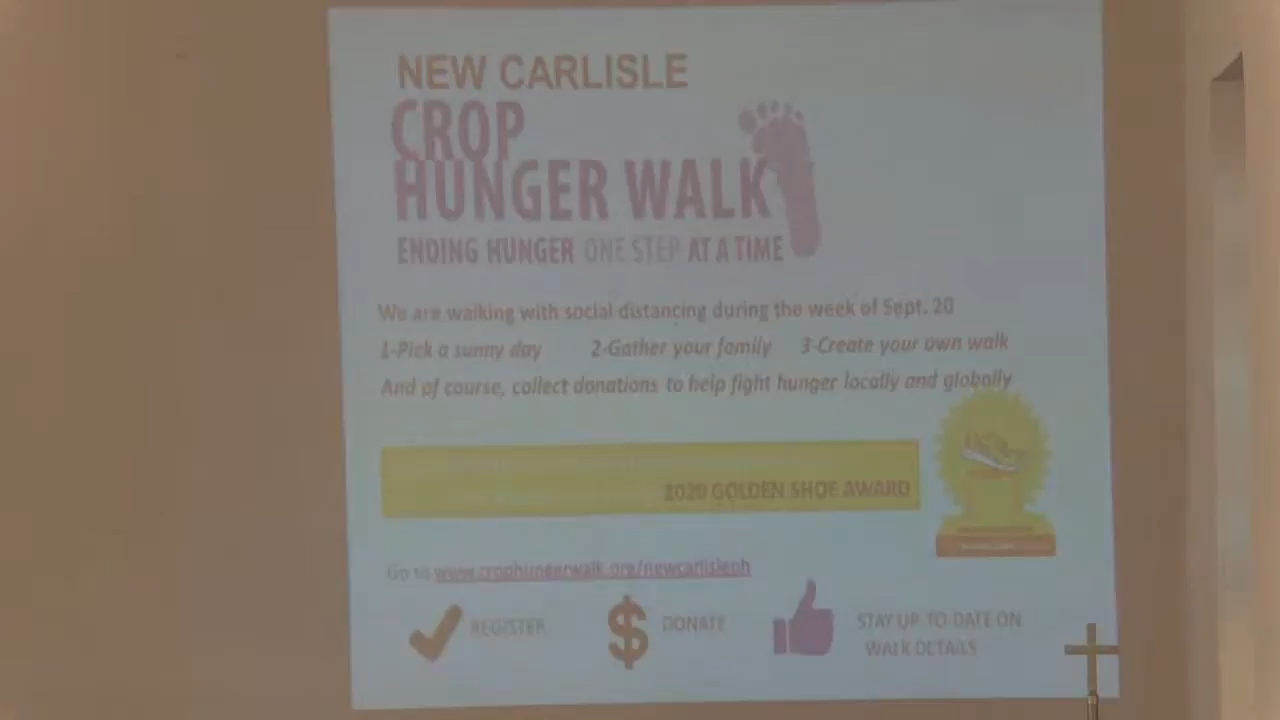 NEW CARLISLE
CROP
HUNGER WALK
ENDING HUNGER ONE STEP AT A TIME
We are walking with social distancing during the week of Sept. 20
1-Pick a sunny day 2-Gather your family 3-Create your own walk
And of course, collect donations to help fight hunger locally and globally
2020 GOLDEN SHOE AWARD
Go to www.crophungerwalk.org/newcarlisleoh
REGISTER DONATE STAY UP TO DATE ON
WALK DETAILS